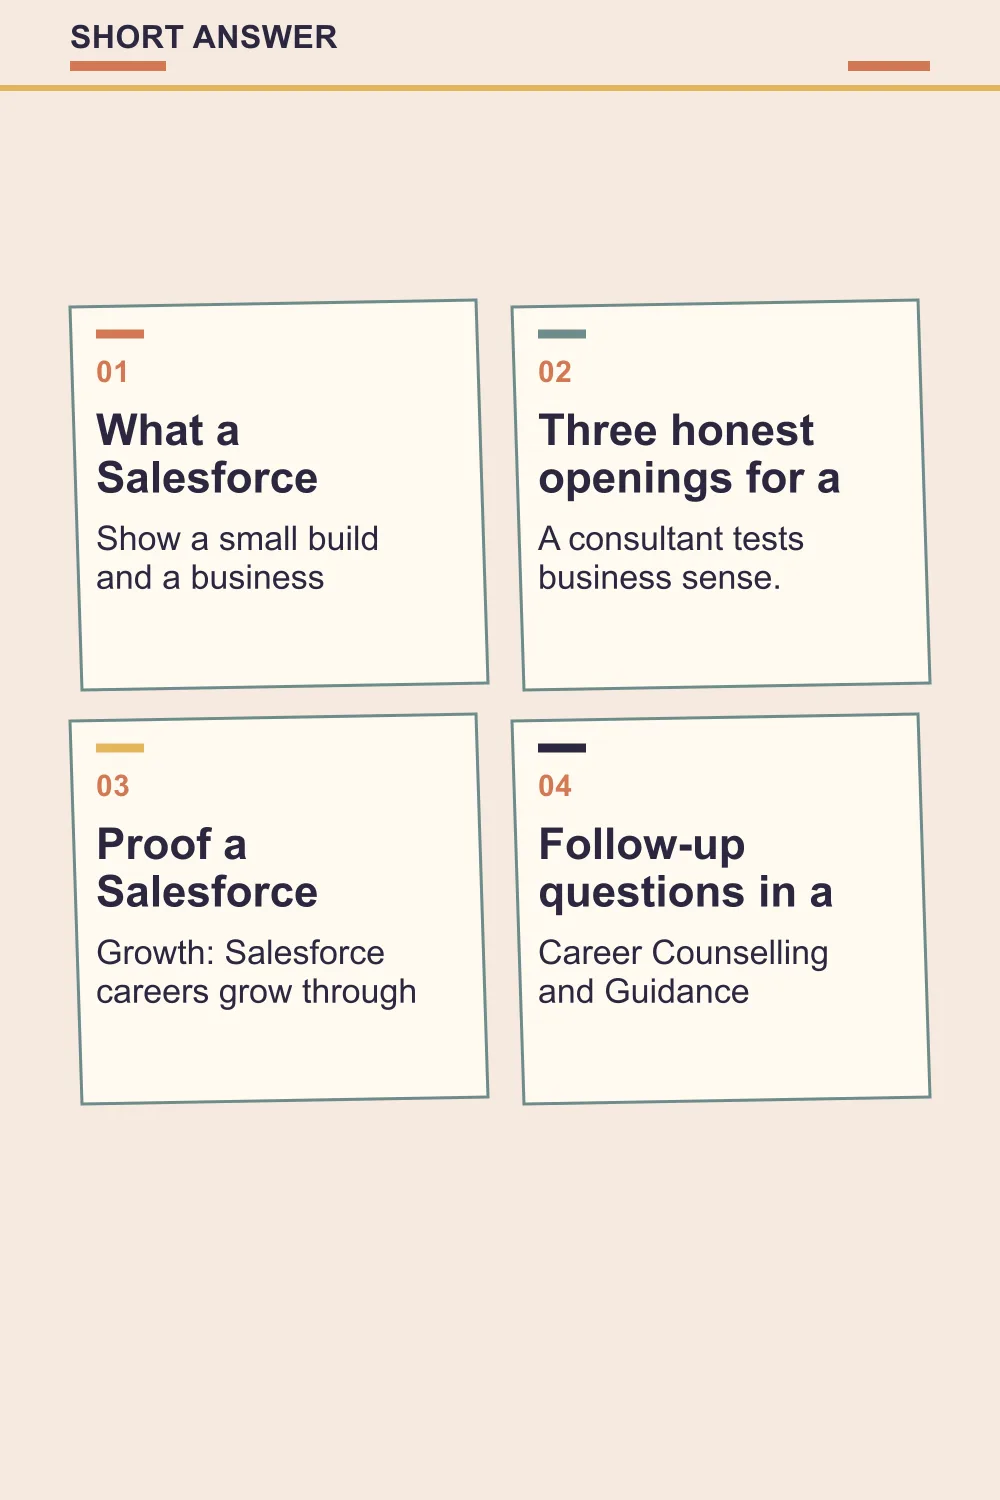 SHORT ANSWER
01
What a
Salesforce
Show a small build
and a business
02
Three honest
openings for a
A consultant tests
business sense.
03
Proof a
Salesforce
Growth: Salesforce
careers grow through
04
Follow-up
questions in a
Career Counselling
and Guidance